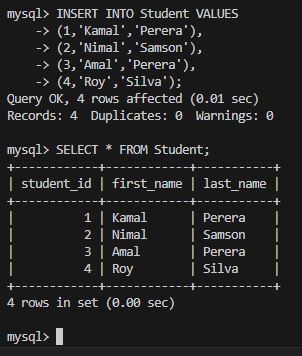 mysql> INSERT INTO Student VALUES
    -> (1,'Kamal','Perera'),
    -> (2,'Nimal','Samson'),
    -> (3,'Amal','Perera'),
    -> (4,'Roy','Silva');
Query OK, 4 rows affected (0.01 sec)
Records: 4  Duplicates: 0  Warnings: 0

mysql> SELECT * FROM Student;
+------------+------------+-----------+
| student_id | first_name | last_name |
+------------+------------+-----------+
|          1 | Kamal      | Perera    |
|          2 | Nimal      | Samson    |
|          3 | Amal       | Perera    |
|          4 | Roy        | Silva     |
+------------+------------+-----------+
4 rows in set (0.00 sec)

mysql>